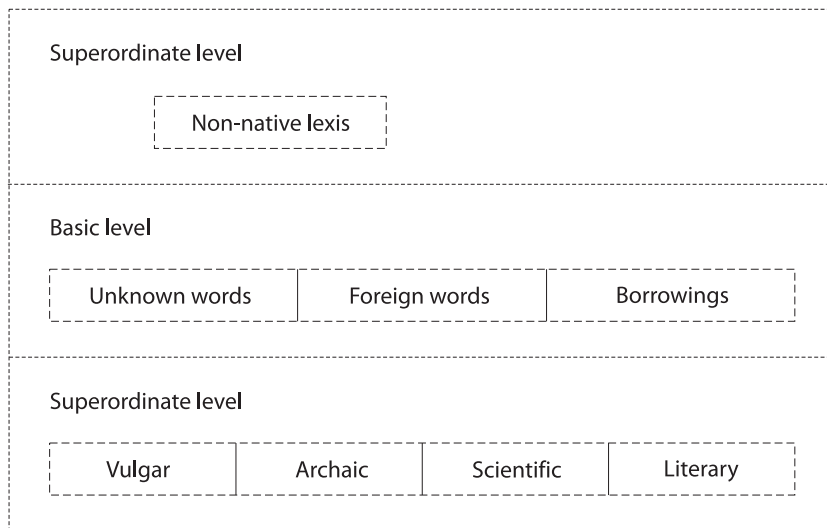 Superordinate level
Non-native lexis
Basic level
Unknown words Foreign words Borrowings
Superordinate level
Vulgar Archaic Scientific Literary